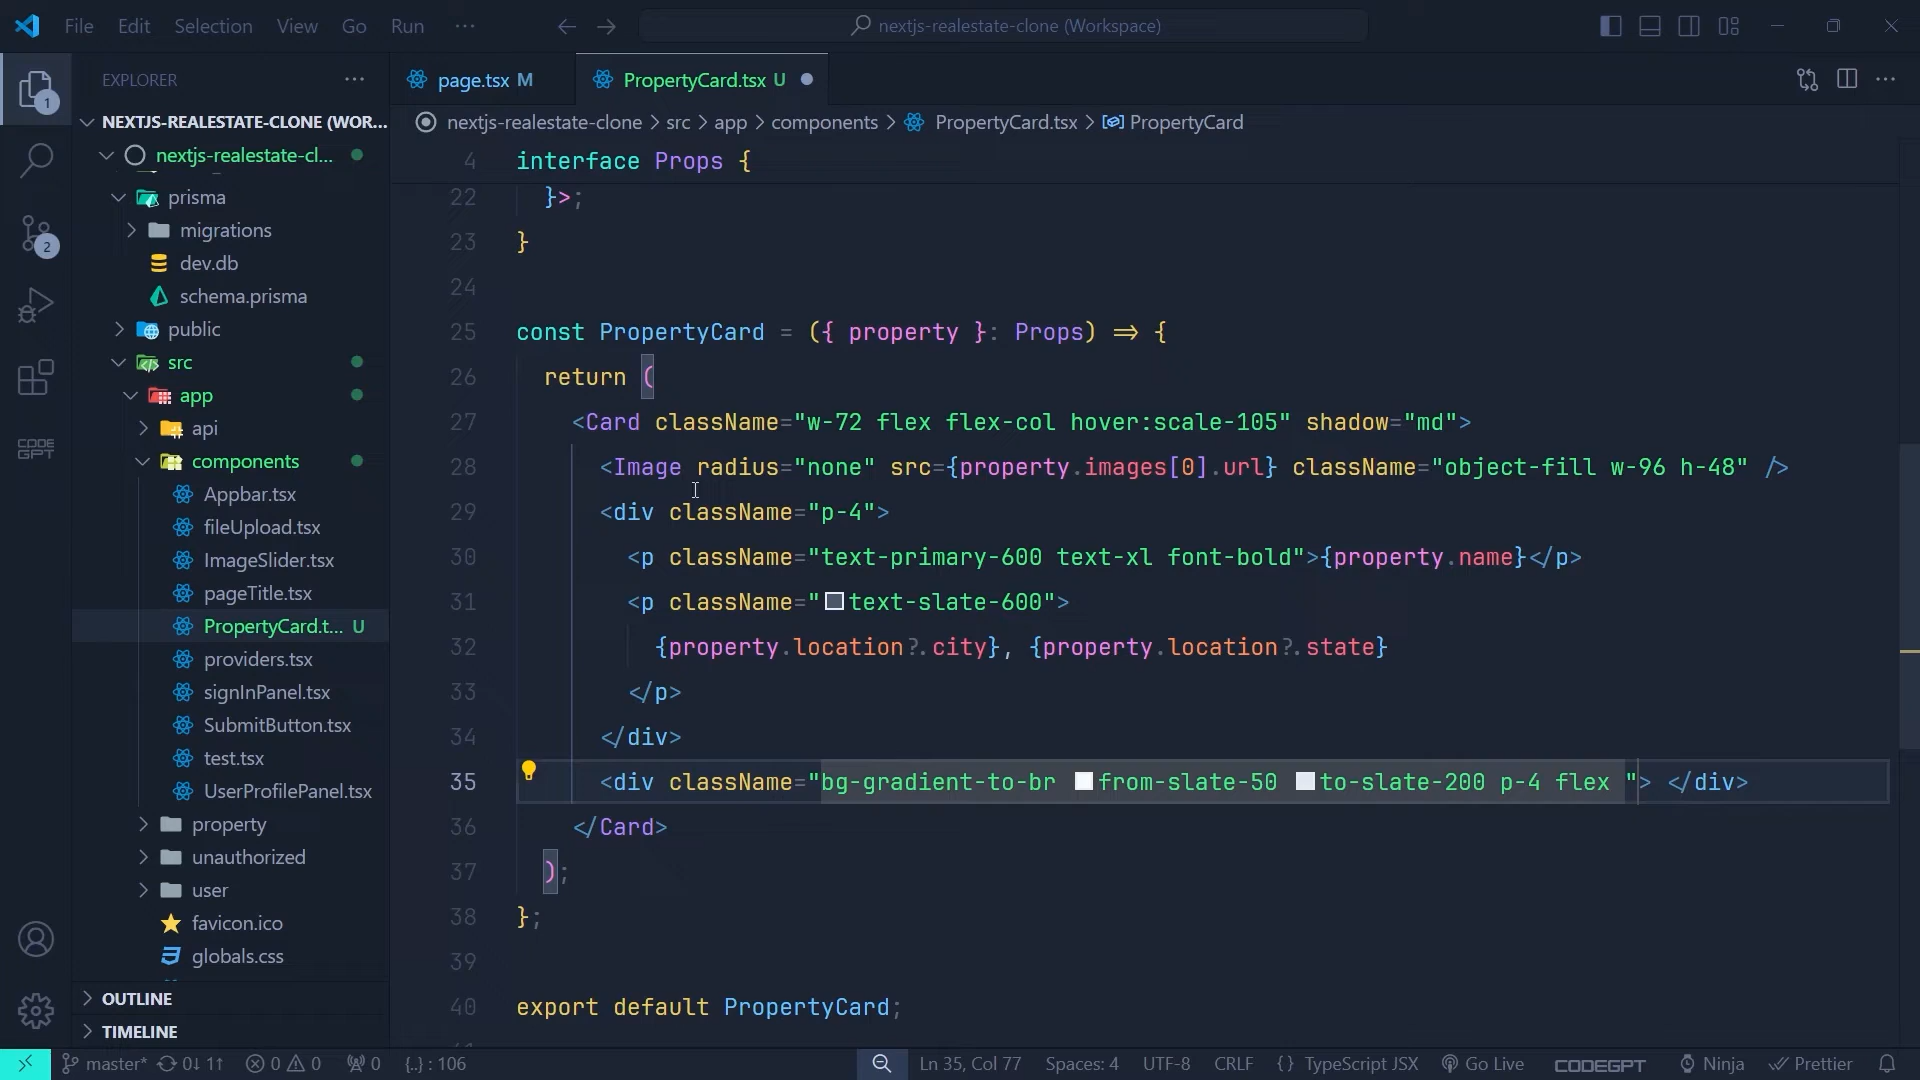 File Edit Selection View Go Run ··· nextjs-realestate-clone (Workspace)
EXPLORER ···
page.tsx M
PropertyCard.tsx U
1
2
NEXTJS-REALESTATE-CLONE (WOR...
nextjs-realestate-cl...
prisma
migrations
dev.db
schema.prisma
public
src
app
api
components
Appbar.tsx
fileUpload.tsx
ImageSlider.tsx
pageTitle.tsx
PropertyCard.t... U
providers.tsx
signInPanel.tsx
SubmitButton.tsx
test.tsx
UserProfilePanel.tsx
property
unauthorized
user
favicon.ico
globals.css
OUTLINE
TIMELINE
CODE
GPT
nextjs-realestate-clone > src > app > components > PropertyCard.tsx > PropertyCard
4 interface Props {
22 }>;
23 }
24
25 const PropertyCard = ({ property }: Props) => {
26 return (
27 <Card className="w-72 flex flex-col hover:scale-105" shadow="md">
28 <Image radius="none" src={property.images[0].url} className="object-fill w-96 h-48" />
29 <div className="p-4">
30 <p className="text-primary-600 text-xl font-bold">{property.name}</p>
31 <p className="text-slate-600">
32 {property.location?.city}, {property.location?.state}
33 </p>
34 </div>
35 <div className="bg-gradient-to-br from-slate-50 to-slate-200 p-4 flex "> </div>
36 </Card>
37 );
38 };
39
40 export default PropertyCard;
master* 0↓ 1↑ 0 0 0 {..} : 106 Ln 35, Col 77 Spaces: 4 UTF-8 CRLF {} TypeScript JSX Go Live CODEGPT Ninja Prettier